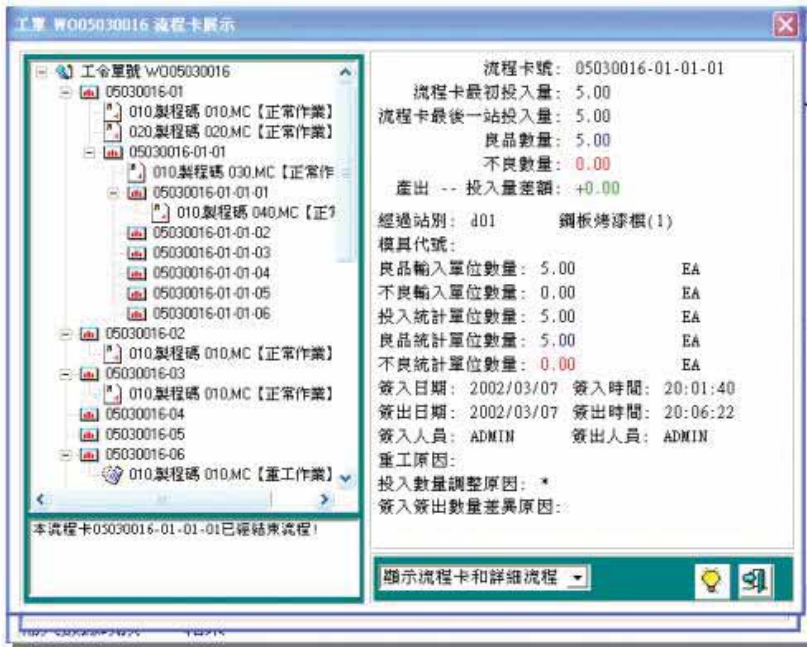 工單 WO05030016 流程卡展示
工令單號 WO05030016
05030016-01
010,製程碼 010,MC【正常作業】
020,製程碼 020,MC【正常作業】
05030016-01-01
010,製程碼 030,MC【正常作
05030016-01-01-01
010,製程碼 040,MC【正常
05030016-01-01-02
05030016-01-01-03
05030016-01-01-04
05030016-01-01-05
05030016-01-01-06
05030016-02
010,製程碼 010,MC【正常作業】
05030016-03
010,製程碼 010,MC【正常作業】
05030016-04
05030016-05
05030016-06
010,製程碼 010,MC【重工作業】
本流程卡05030016-01-01-01已經結束流程!
流程卡號: 05030016-01-01-01
流程卡最初投入量: 5.00
流程卡最後一站投入量: 5.00
良品數量: 5.00
不良數量: 0.00
產出 -- 投入量差額: +0.00
經過站別: d01 鋼板烤漆櫃(1)
模具代號:
良品輸入單位數量: 5.00 EA
不良輸入單位數量: 0.00 EA
投入統計單位數量: 5.00 EA
良品統計單位數量: 5.00 EA
不良統計單位數量: 0.00 EA
簽入日期: 2002/03/07 簽入時間: 20:01:40
簽出日期: 2002/03/07 簽出時間: 20:06:22
簽入人員: ADMIN 簽出人員: ADMIN
重工原因:
投入數量調整原因: *
簽入簽出數量差異原因:
顯示流程卡和詳細流程